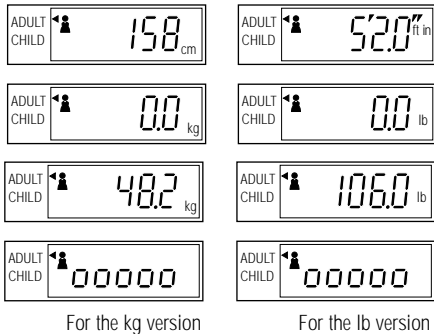 ADULT CHILD 158 cm
ADULT CHILD 5'2.0" ft in
ADULT CHILD 0.0 kg
ADULT CHILD 0.0 lb
ADULT CHILD 48.2 kg
ADULT CHILD 106.0 lb
ADULT CHILD ooooo
ADULT CHILD ooooo
For the kg version
For the lb version